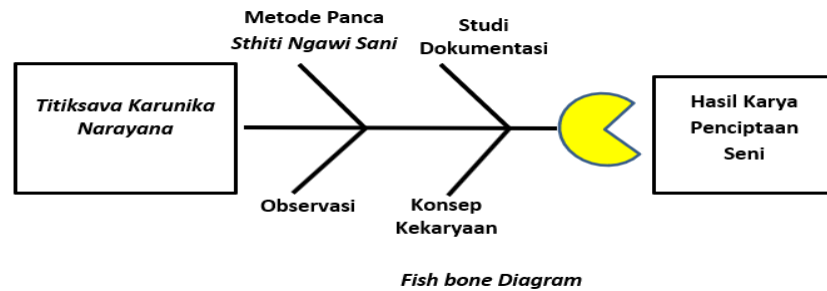 Metode Panca
Sthiti Ngawi Sani
Studi
Dokumentasi
Titiksava Karunika
Narayana
Hasil Karya
Penciptaan
Seni
Observasi
Konsep
Kekaryaan
Fish bone Diagram